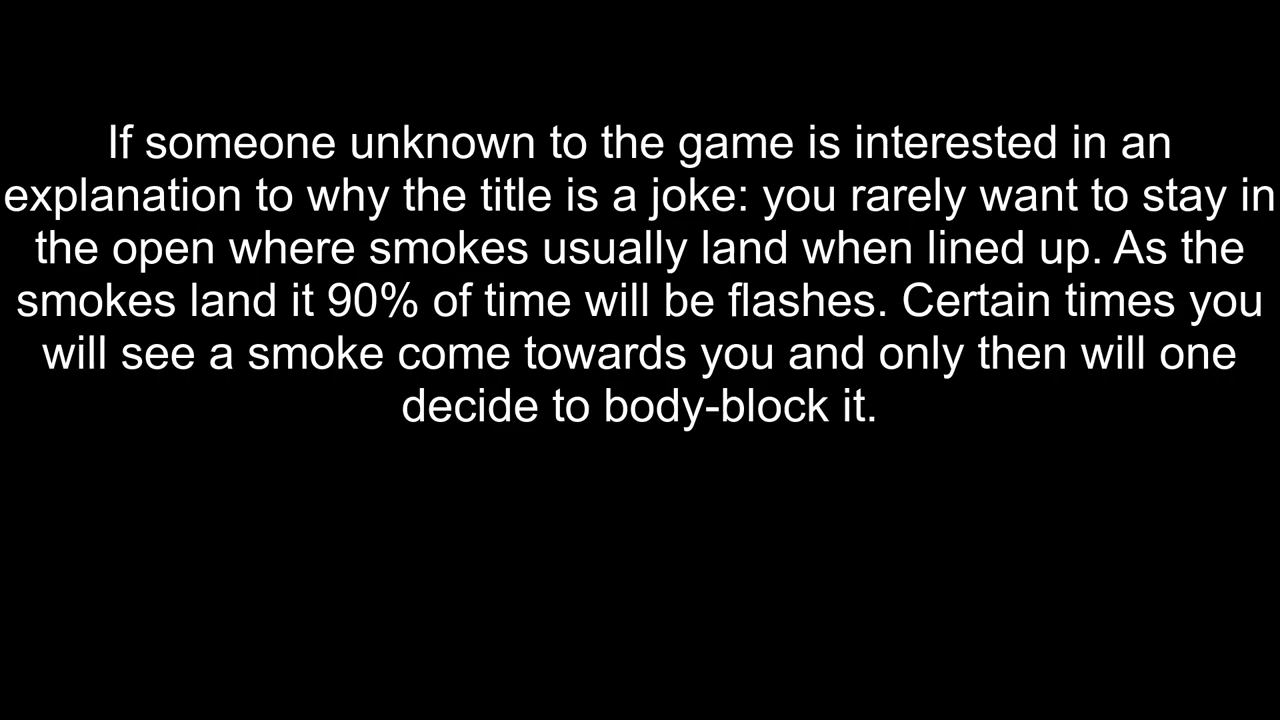 If someone unknown to the game is interested in an
explanation to why the title is a joke: you rarely want to stay in
the open where smokes usually land when lined up. As the
smokes land it 90% of time will be flashes. Certain times you
will see a smoke come towards you and only then will one
decide to body-block it.